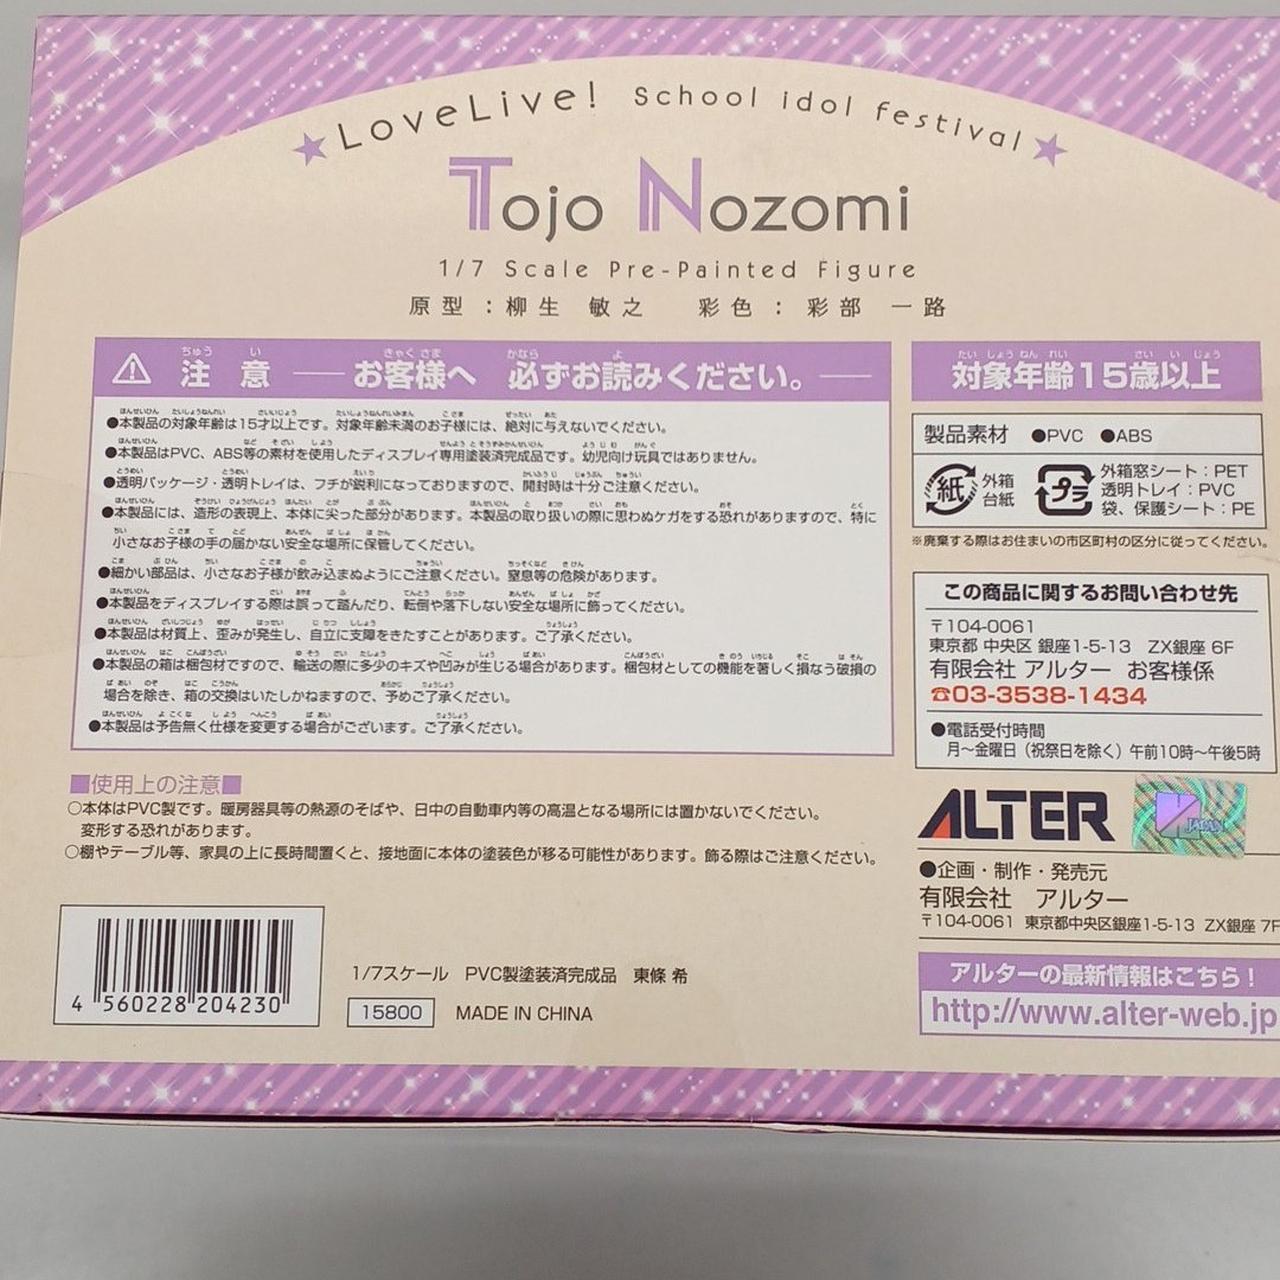 ★LoveLive! School idol festival★
Tojo Nozomi
1/7 Scale Pre-Painted Figure
原型：柳生 敏之　彩色：彩部 一路
注意 ── お客様へ 必ずお読みください。──
●本製品の対象年齢は15才以上です。対象年齢未満のお子様には、絶対に与えないでください。
●本製品はPVC、ABS等の素材を使用したディスプレイ専用塗装済完成品です。幼児向け玩具ではありません。
●透明パッケージ・透明トレイは、フチが鋭利になっておりますので、開封時は十分ご注意ください。
●本製品には、造形の表現上、本体に尖った部分があります。本製品の取り扱いの際に思わぬケガをする恐れがありますので、特に
小さなお子様の手の届かない安全な場所に保管してください。
●細かい部品は、小さなお子様が飲み込まぬようにご注意ください。窒息等の危険があります。
●本製品をディスプレイする際は誤って踏んだり、転倒や落下しない安全な場所に飾ってください。
●本製品は材質上、歪みが発生し、自立に支障をきたすことがあります。ご了承ください。
●本製品の箱は梱包材ですので、輸送の際に多少のキズや凹みが生じる場合があります。梱包材としての機能を著しく損なう破損の
場合を除き、箱の交換はいたしかねますので、予めご了承ください。
●本製品は予告無く仕様を変更する場合がございます。ご了承ください。
■使用上の注意■
○本体はPVC製です。暖房器具等の熱源のそばや、日中の自動車内等の高温となる場所には置かないでください。
変形する恐れがあります。
○棚やテーブル等、家具の上に長時間置くと、接地面に本体の塗装色が移る可能性があります。飾る際はご注意ください。
4 560228 204230
1/7スケール　PVC製塗装済完成品　東條 希
15800　MADE IN CHINA
対象年齢15歳以上
製品素材　●PVC　●ABS
紙 外箱
台紙
プラ 外箱窓シート：PET
透明トレイ：PVC
袋、保護シート：PE
※廃棄する際はお住まいの市区町村の区分に従ってください。
この商品に関するお問い合わせ先
〒104-0061
東京都 中央区 銀座1-5-13　ZX銀座 6F
有限会社 アルター　お客様係
☎03-3538-1434
●電話受付時間
月〜金曜日（祝祭日を除く）午前10時〜午後5時
ALTER
JAPAN
●企画・制作・発売元
有限会社　アルター
〒104-0061　東京都中央区銀座1-5-13　ZX銀座 7F
アルターの最新情報はこちら！
http://www.alter-web.jp